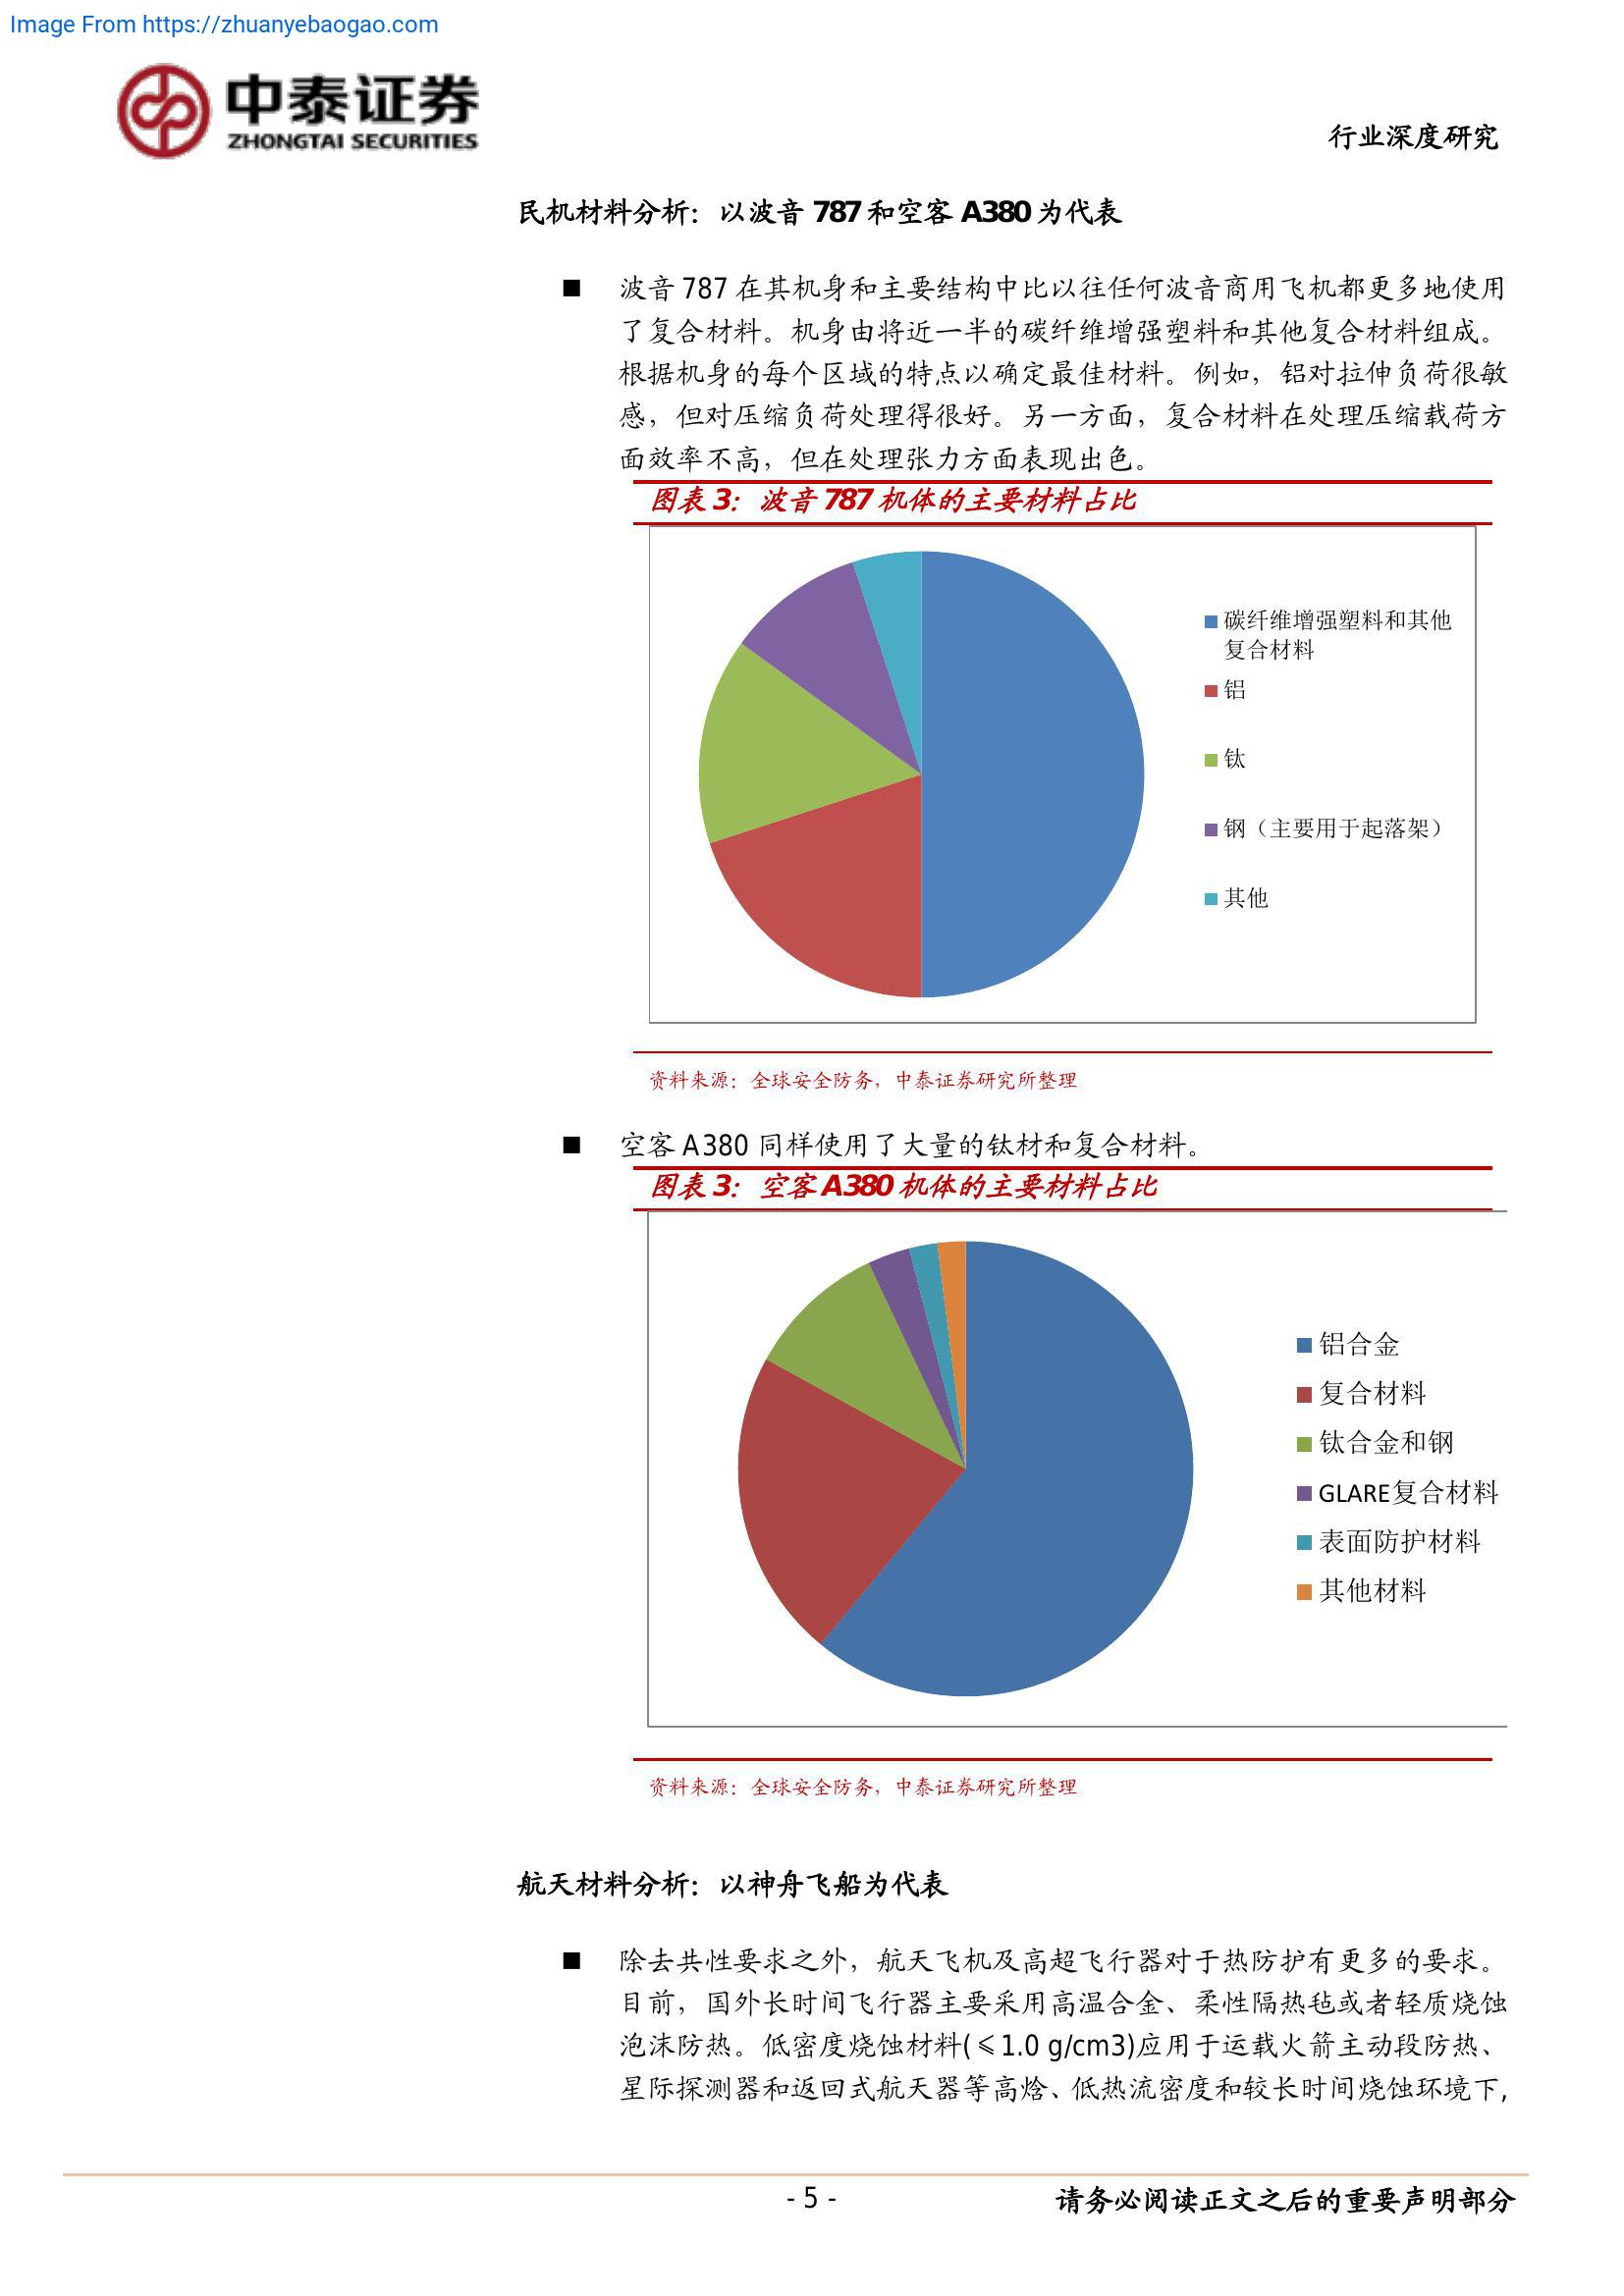 Image From https://zhuanyebaogao.com
中泰证券
ZHONGTAI SECURITIES
行业深度研究
民机材料分析：以波音 787 和空客 A380 为代表
■ 波音 787 在其机身和主要结构中比以往任何波音商用飞机都更多地使用
了复合材料。机身由将近一半的碳纤维增强塑料和其他复合材料组成。
根据机身的每个区域的特点以确定最佳材料。例如，铝对拉伸负荷很敏
感，但对压缩负荷处理得很好。另一方面，复合材料在处理压缩载荷方
面效率不高，但在处理张力方面表现出色。
图表 3：波音 787 机体的主要材料占比
碳纤维增强塑料和其他
复合材料
铝
钛
钢（主要用于起落架）
其他
资料来源：全球安全防务，中泰证券研究所整理
■ 空客 A380 同样使用了大量的钛材和复合材料。
图表 3：空客 A380 机体的主要材料占比
铝合金
复合材料
钛合金和钢
GLARE复合材料
表面防护材料
其他材料
资料来源：全球安全防务，中泰证券研究所整理
航天材料分析：以神舟飞船为代表
■ 除去共性要求之外，航天飞机及高超飞行器对于热防护有更多的要求。
目前，国外长时间飞行器主要采用高温合金、柔性隔热毡或者轻质烧蚀
泡沫防热。低密度烧蚀材料(≤1.0 g/cm3)应用于运载火箭主动段防热、
星际探测器和返回式航天器等高焓、低热流密度和较长时间烧蚀环境下,
- 5 -
请务必阅读正文之后的重要声明部分